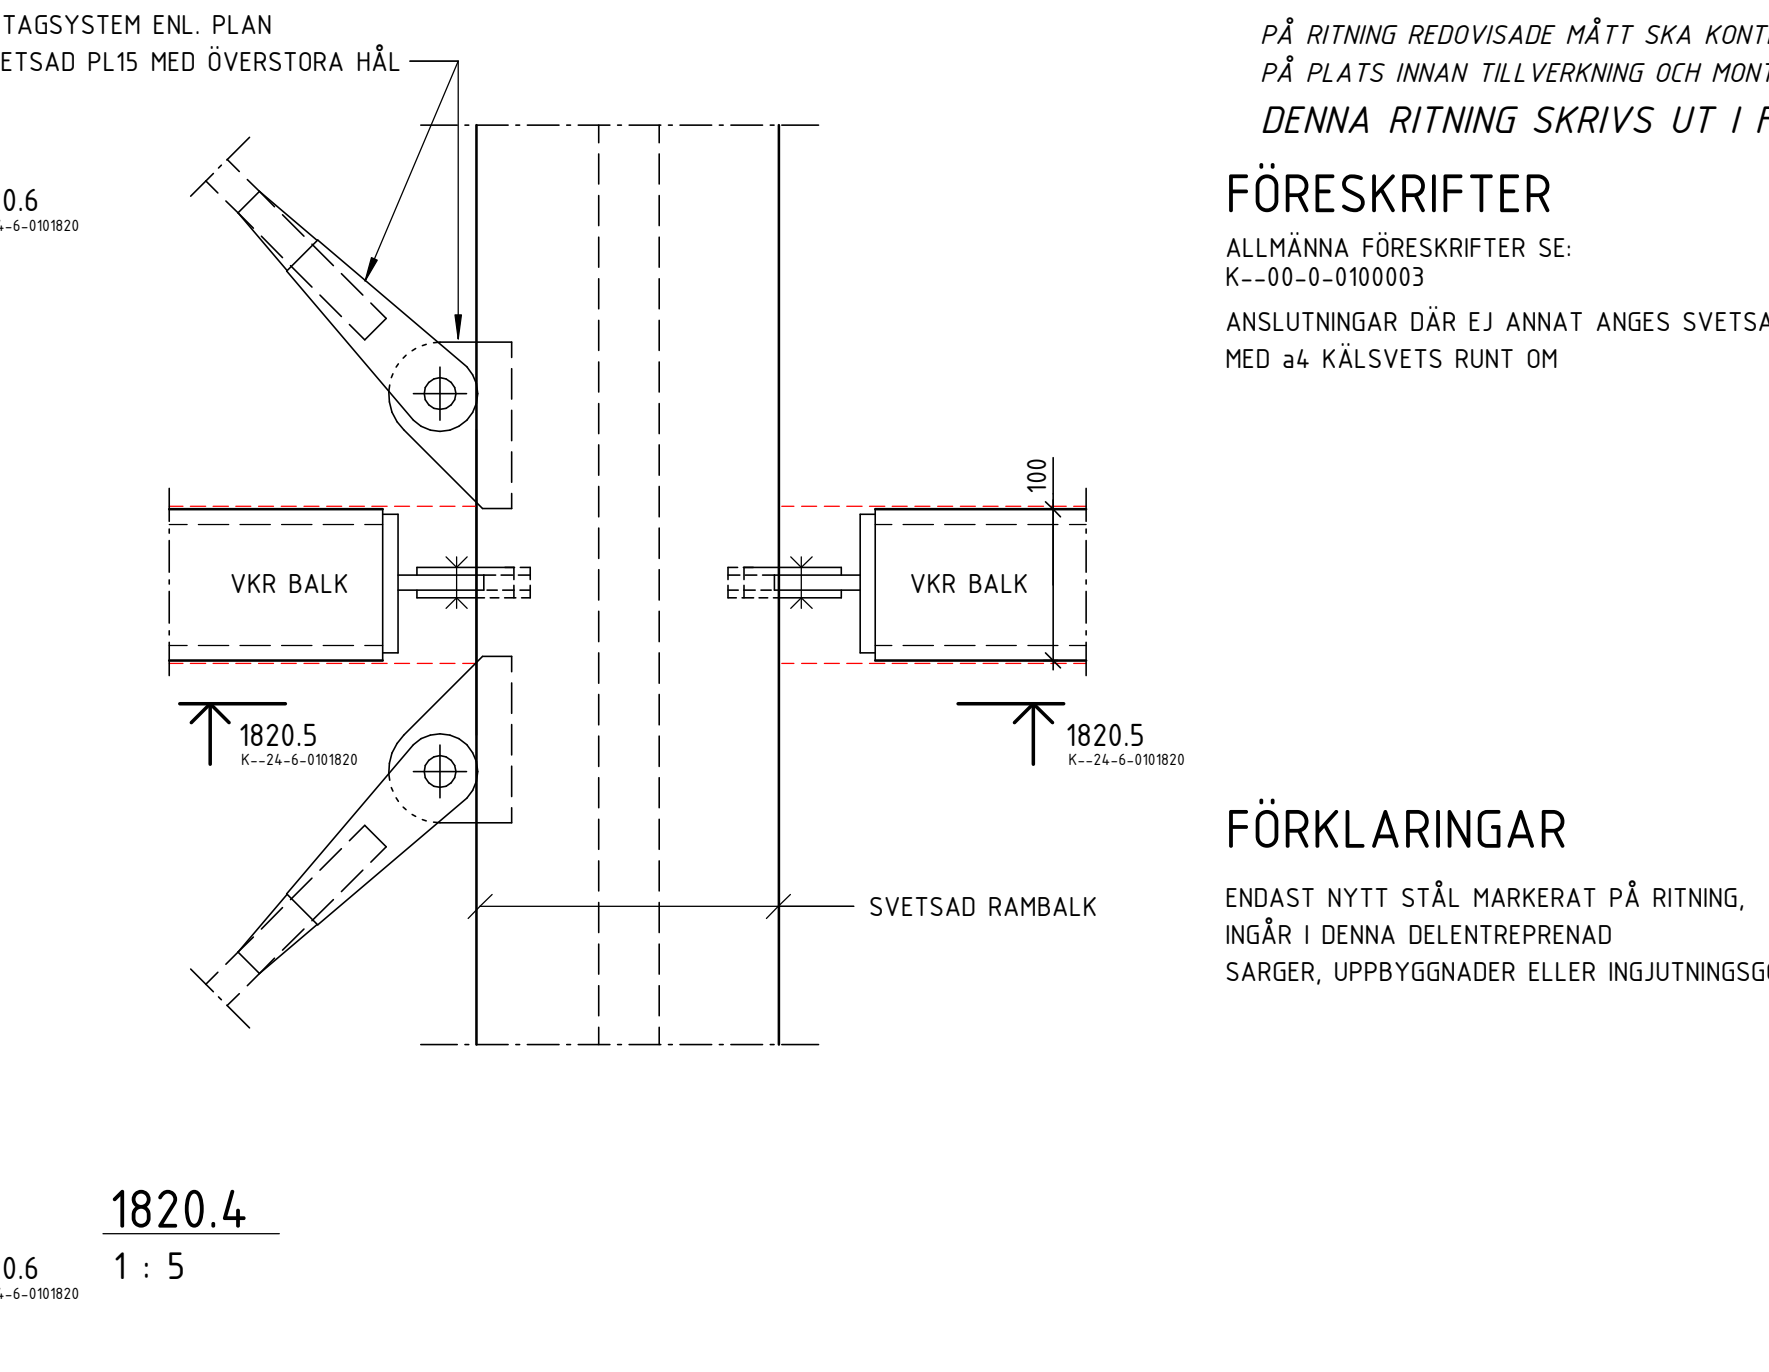 TAGSYSTEM ENL. PLAN
ETSAD PL15 MED ÖVERSTORA HÅL
0.6
-6-0101820
VKR BALK
VKR BALK
100
1820.5
K--24-6-0101820
1820.5
K--24-6-0101820
SVETSAD RAMBALK
1820.4
1 : 5
0.6
-6-0101820
PÅ RITNING REDOVISADE MÅTT SKA
PÅ PLATS INNAN TILLVERKNING OCH
DENNA RITNING SKRIVS UT I
FÖRESKRIFTER
ALLMÄNNA FÖRESKRIFTER SE:
K--00-0-0100003
ANSLUTNINGAR DÄR EJ ANNAT ANGES SVETSA
MED a4 KÄLSVETS RUNT OM
FÖRKLARINGAR
ENDAST NYTT STÅL MARKERAT PÅ RITNING,
INGÅR I DENNA DELENTREPRENAD
SARGER, UPPBYGGNADER ELLER INGJUTNINGSG